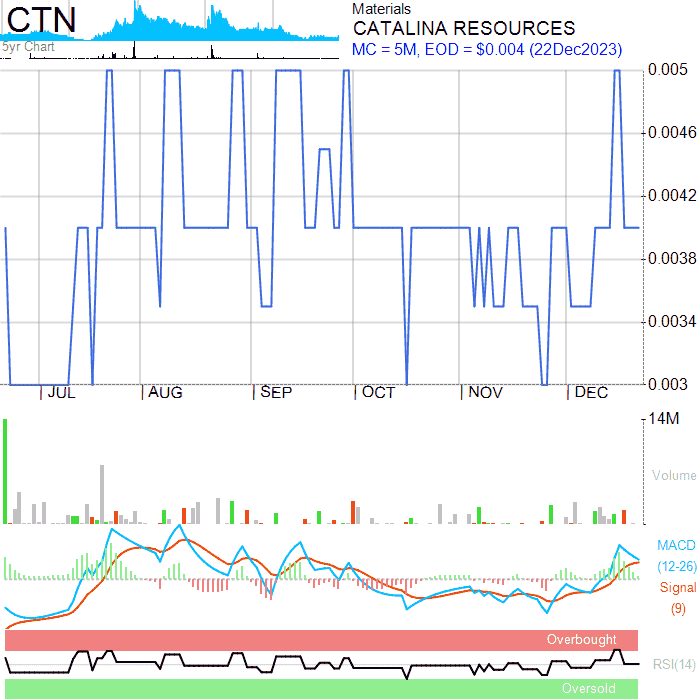 CTN
5yr Chart
Materials
CATALINA RESOURCES
MC = 5M, EOD = $0.004 (22Dec2023)
0.005
0.0046
0.0042
0.0038
0.0034
0.003
JUL AUG SEP OCT NOV DEC
14M
Volume
MACD
(12-26)
Signal
(9)
Overbought
RSI(14)
Oversold